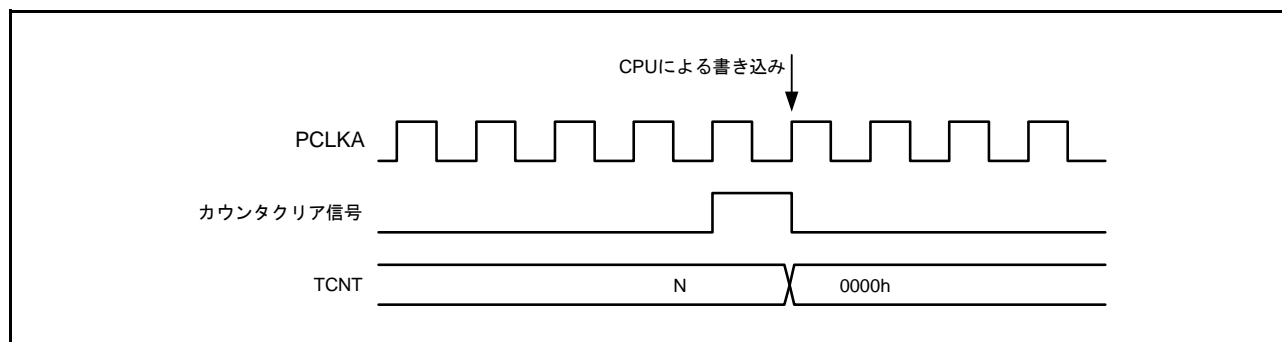 CPUによる書き込み
PCLKA
カウンタクリア信号
TCNT
N
0000h